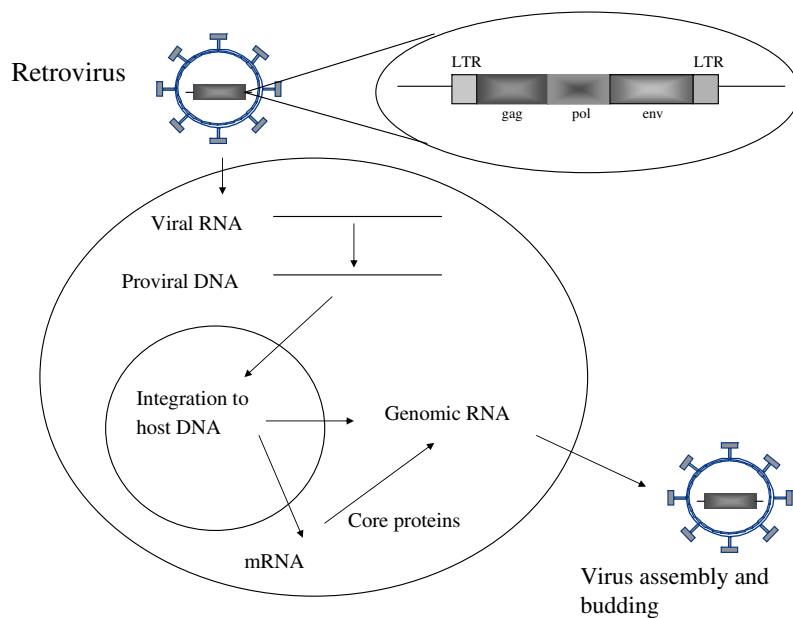 Retrovirus
LTR
LTR
gag
pol
env
Viral RNA
Proviral DNA
Integration to
host DNA
Genomic RNA
Core proteins
mRNA
Virus assembly and
budding